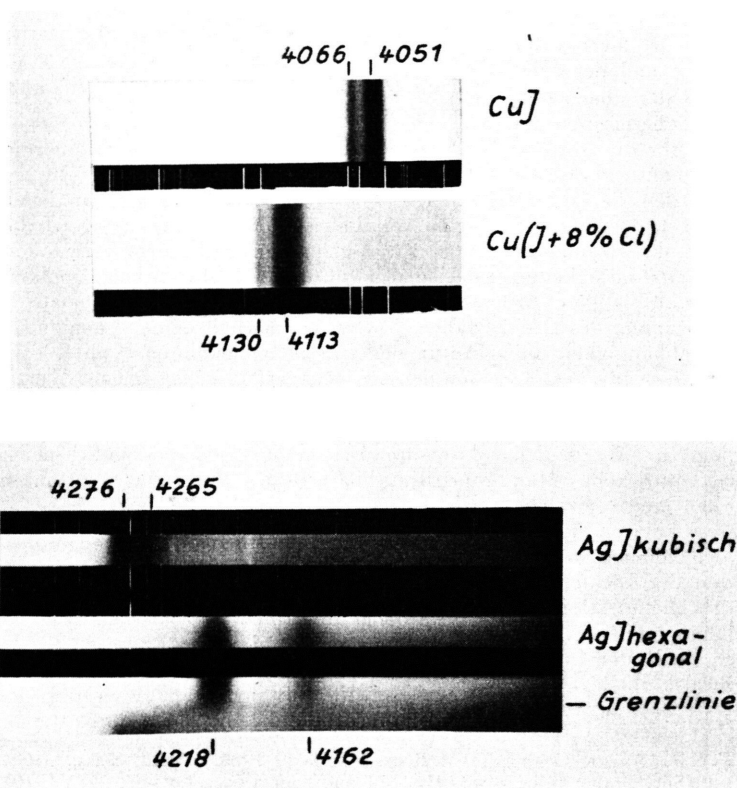 4066 4051
CuJ
Cu(J+8% Cl)
4130 4113
4276 4265
AgJ kubisch
AgJ hexa-
gonal
– Grenzlinie
4218 4162